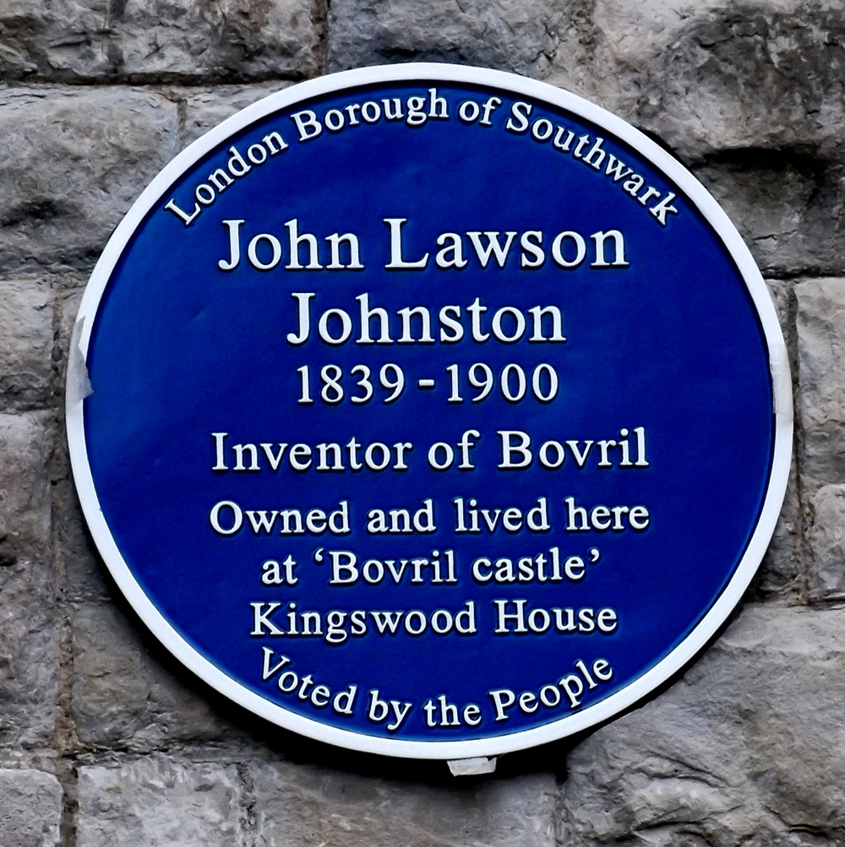 London Borough of Southwark
John Lawson
Johnston
1839-1900
Inventor of Bovril
Owned and lived here
at ‘Bovril castle’
Kingswood House
Voted by the People